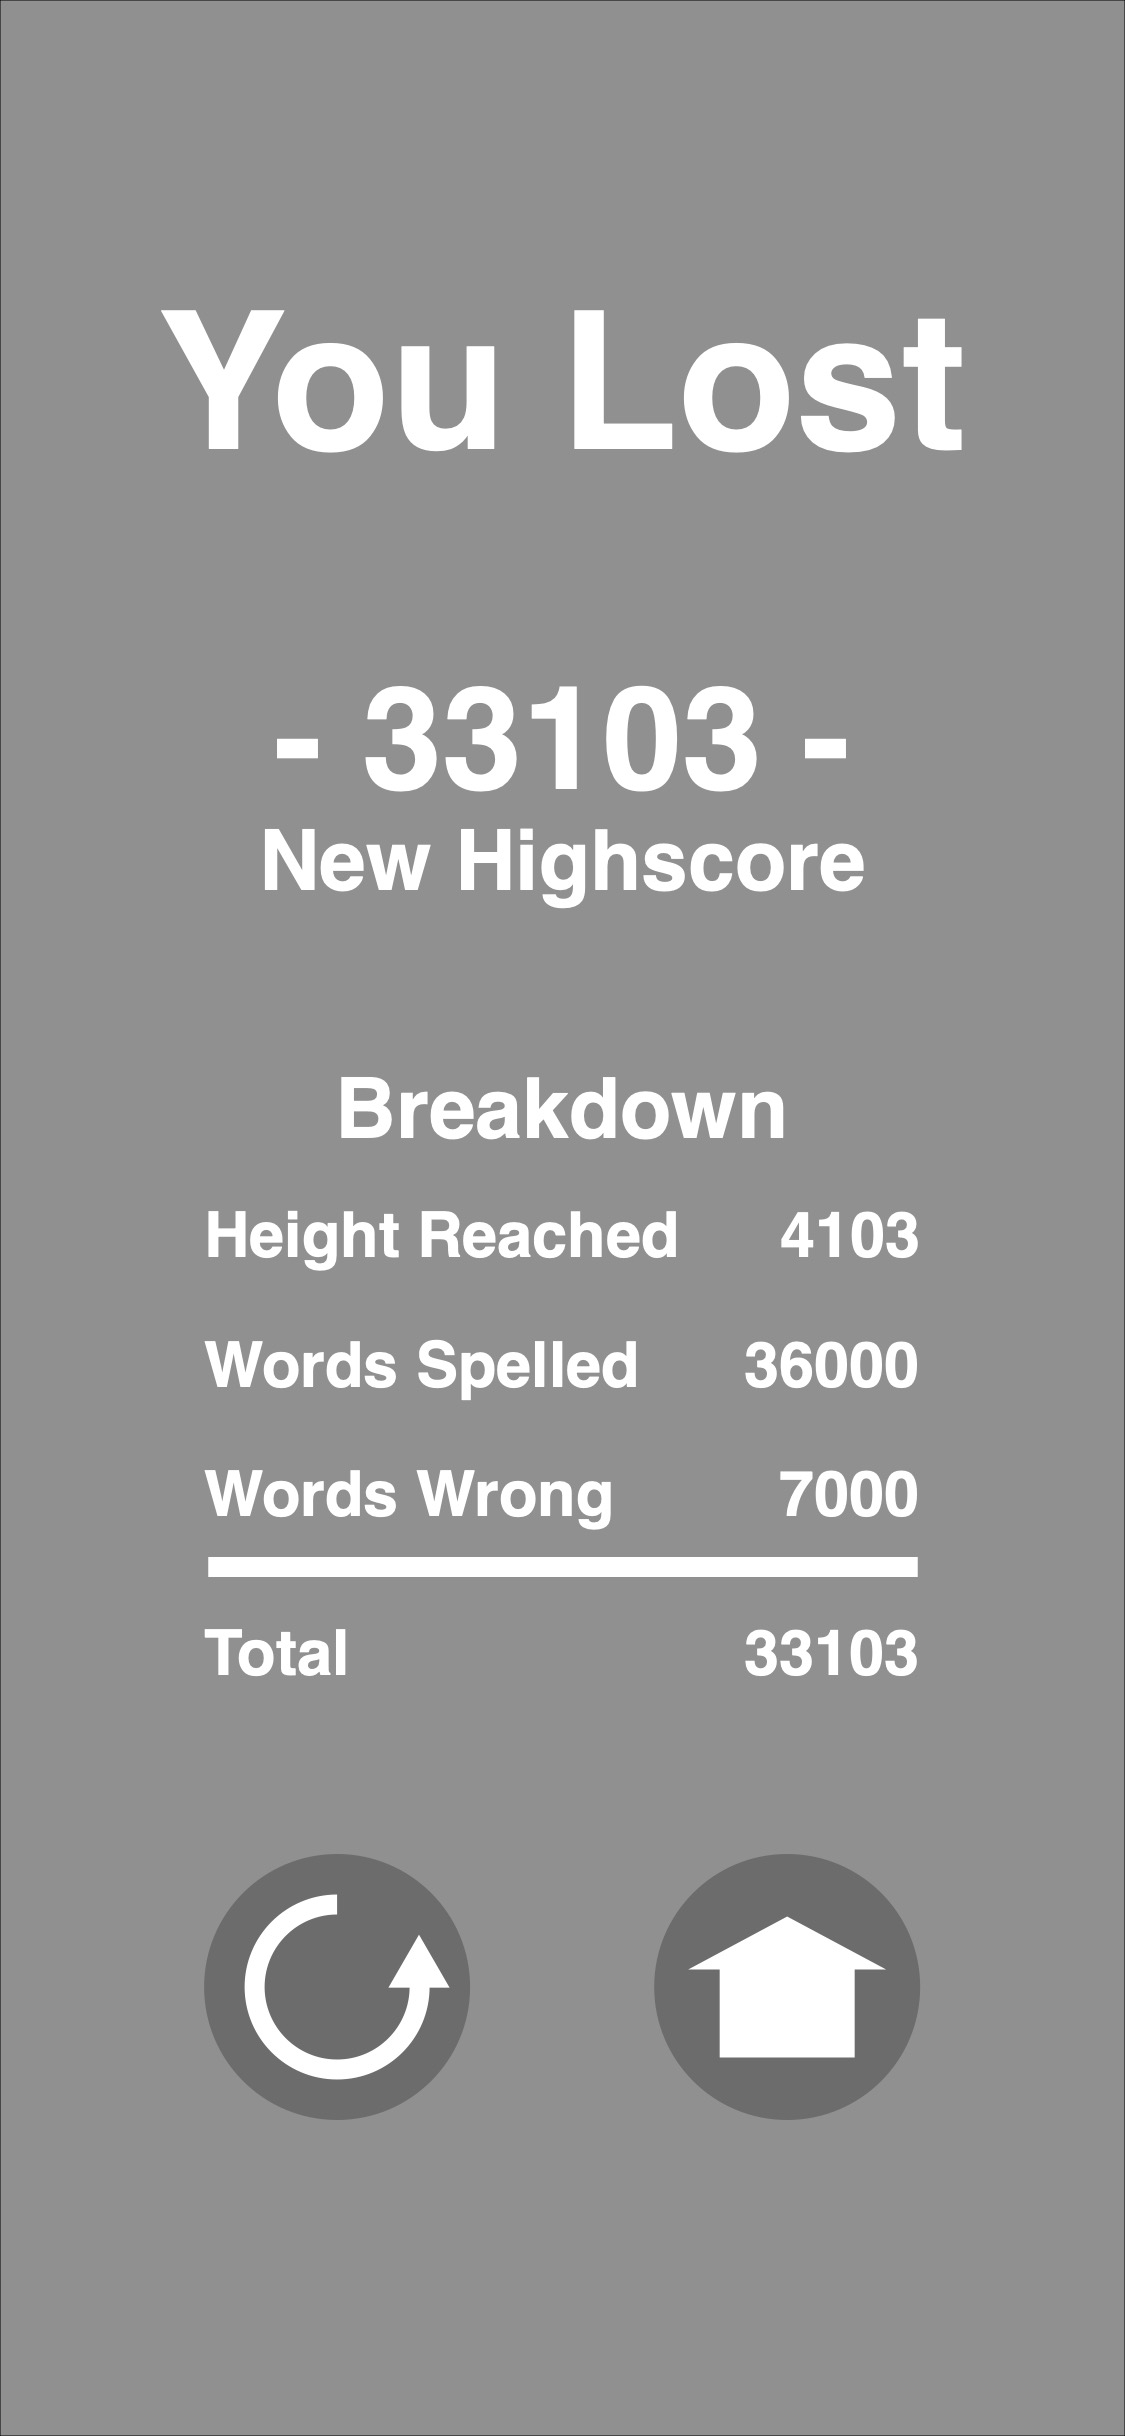 You Lost
- 33103 -
New Highscore
Breakdown
Height Reached 4103
Words Spelled 36000
Words Wrong 7000
Total 33103